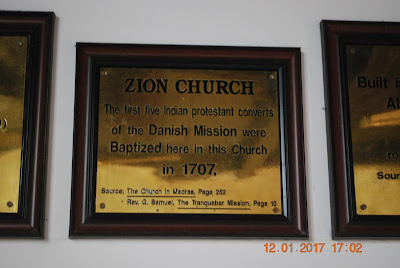 ZION CHURCH
The first five Indian protestant converts
of the Danish Mission were
Baptized here in this Church
in 1707.
Source: The Church in Madras, Page 252
Rev. G. Samuel, The Tranquebar Mission, Page 10
Built
Sour
12.01.2017 17:02